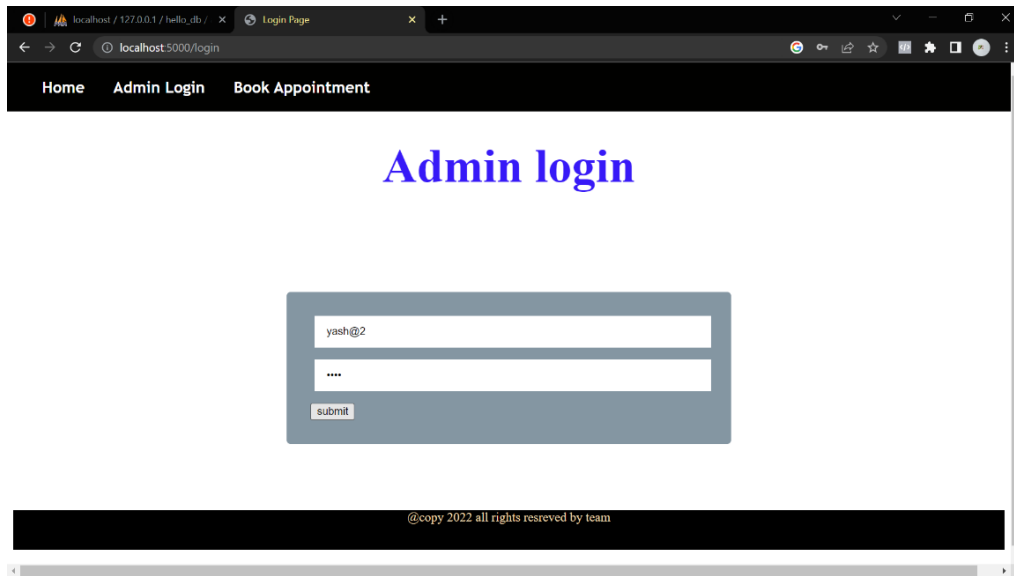 localhost / 127.0.0.1 / hello_db /
Login Page
localhost:5000/login
Home Admin Login Book Appointment
Admin login
yash@2
••••
submit
@copy 2022 all rights resreved by team